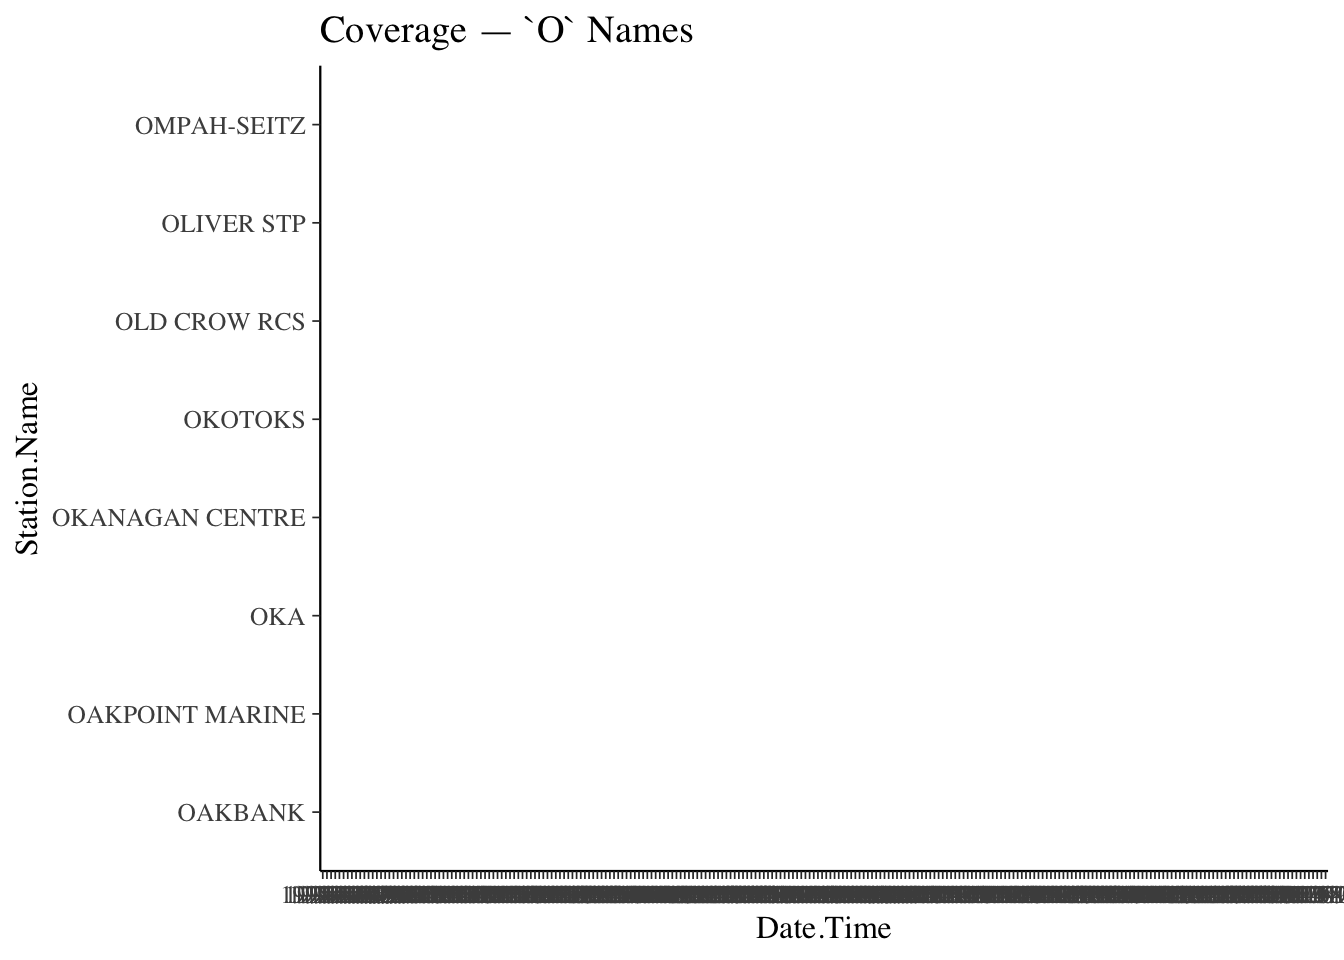 Coverage — `O` Names
OMPAH-SEITZ
OLIVER STP
OLD CROW RCS
OKOTOKS
OKANAGAN CENTRE
OKA
OAKPOINT MARINE
OAKBANK
Station.Name
Date.Time